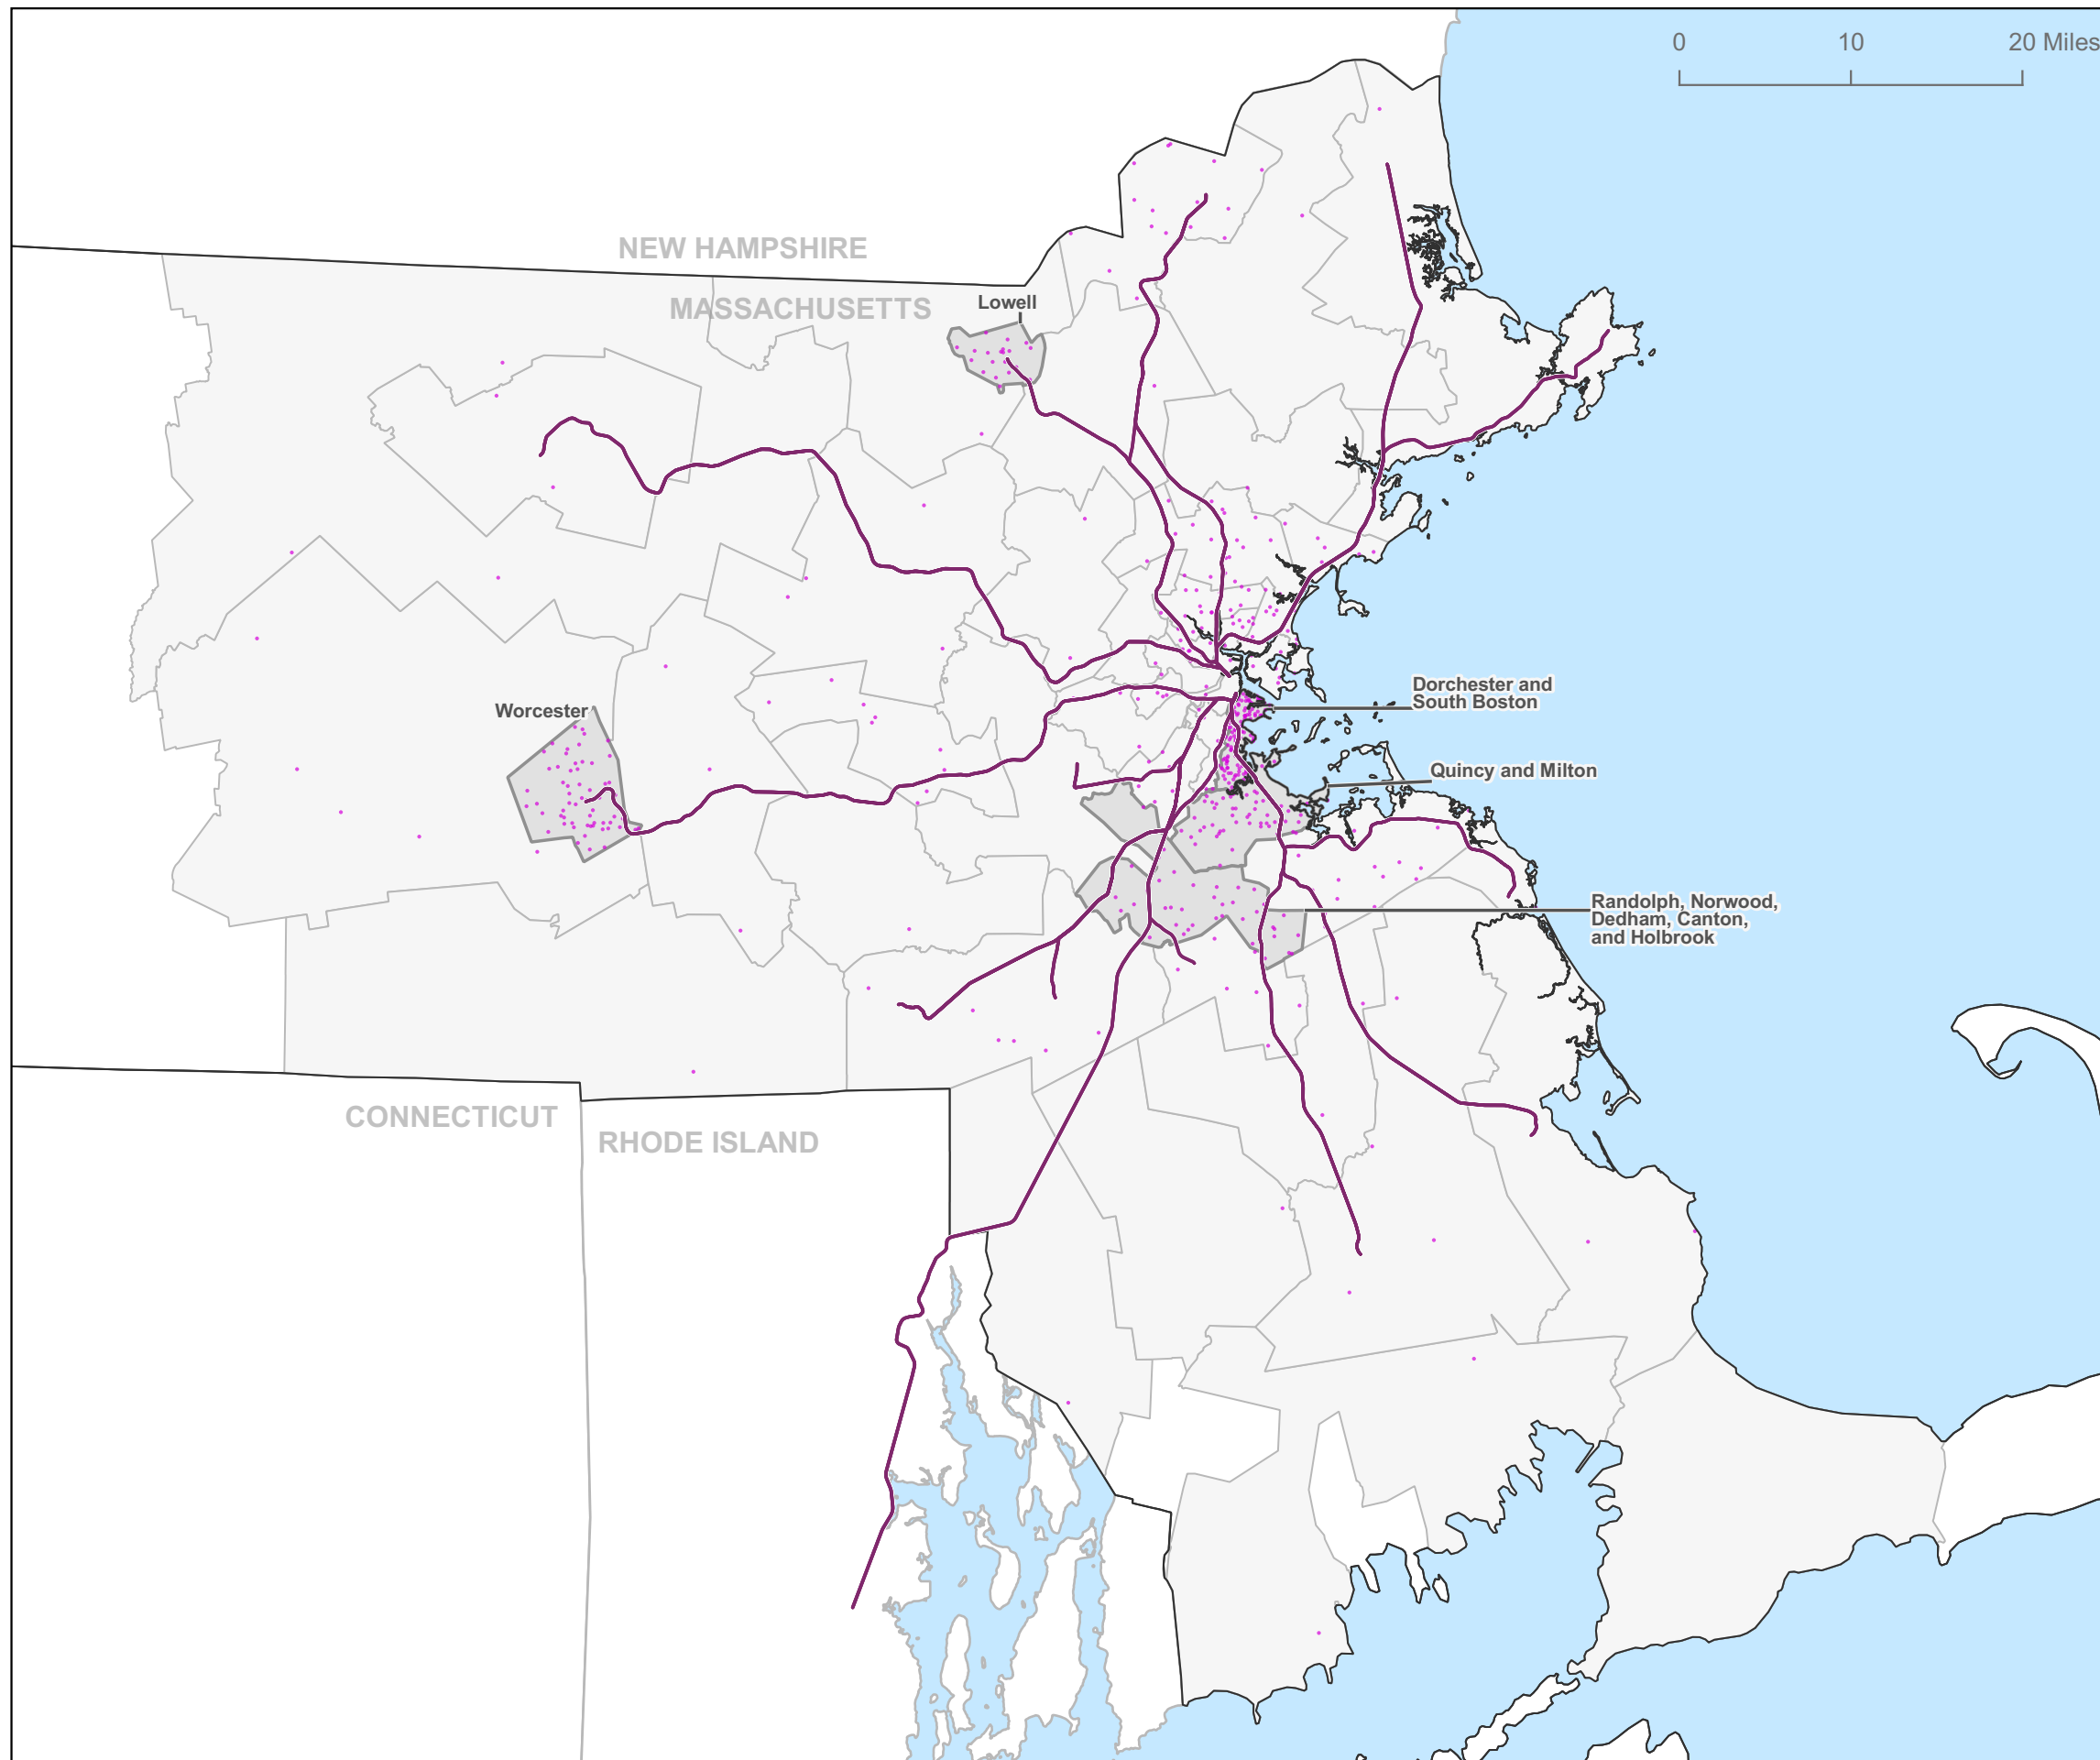 0 10 20 Miles
NEW HAMPSHIRE
MASSACHUSETTS
Lowell
Dorchester and
South Boston
Worcester
Quincy and Milton
Randolph, Norwood,
Dedham, Canton,
and Holbrook
CONNECTICUT
RHODE ISLAND